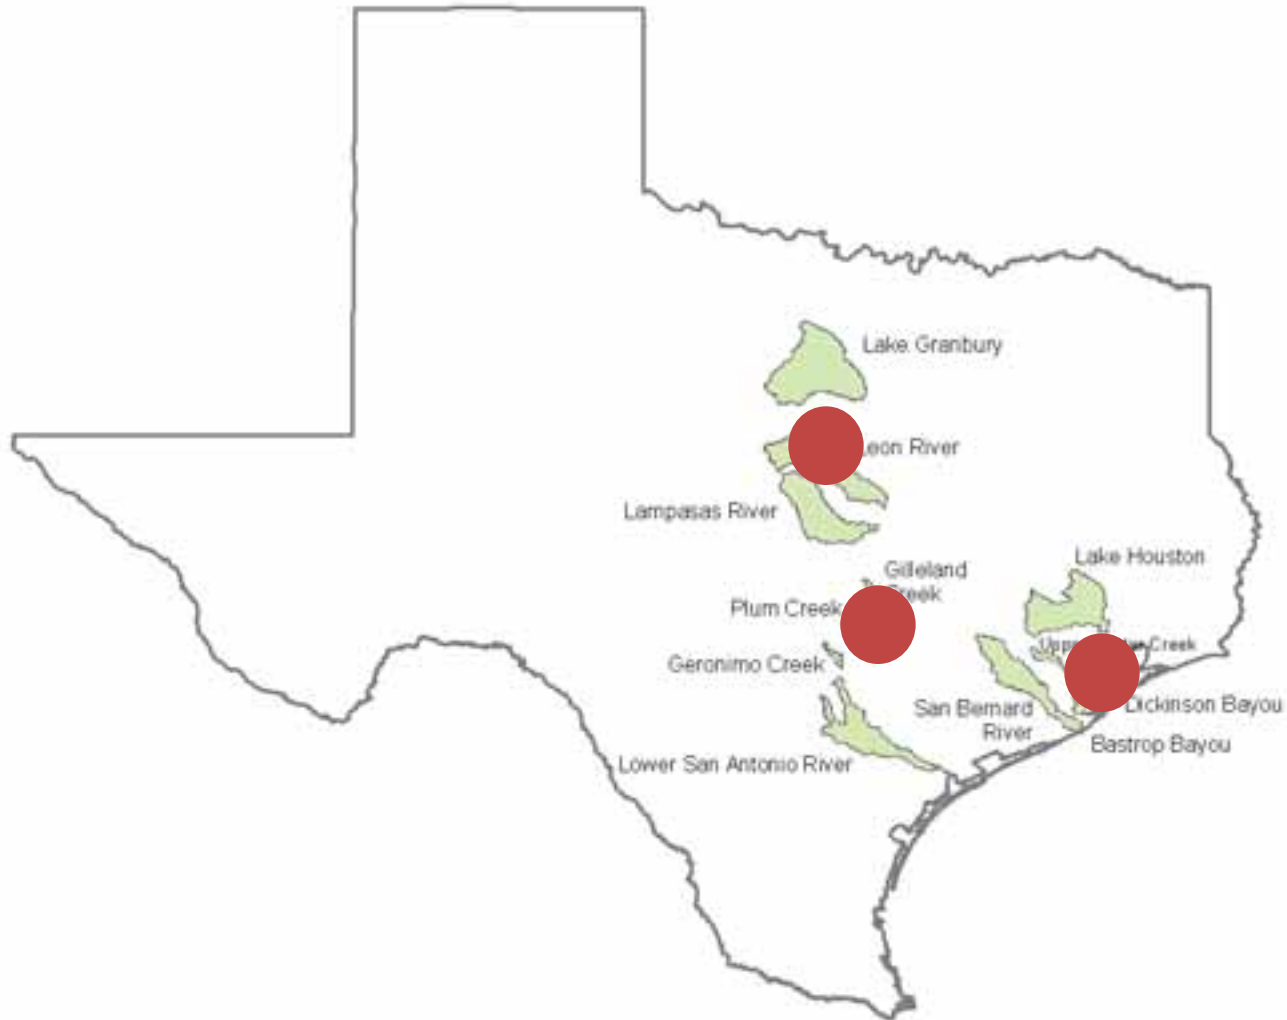 Lake Granbury
eon River
Lampasas River
Lake Houston
Gilleland
reek
Plum Creek
Upp Creek
Geronimo Creek
San Bernard
River
Dickinson Bayou
Bastrop Bayou
Lower San Antonio River